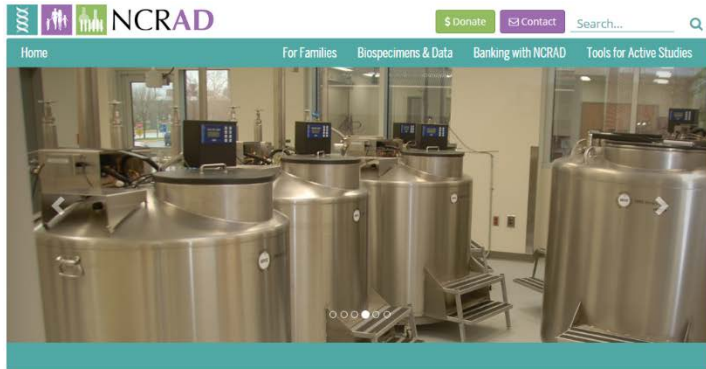 NCRAD
$ Donate
Contact
Search...
Home
For Families
Biospecimens & Data
Banking with NCRAD
Tools for Active Studies